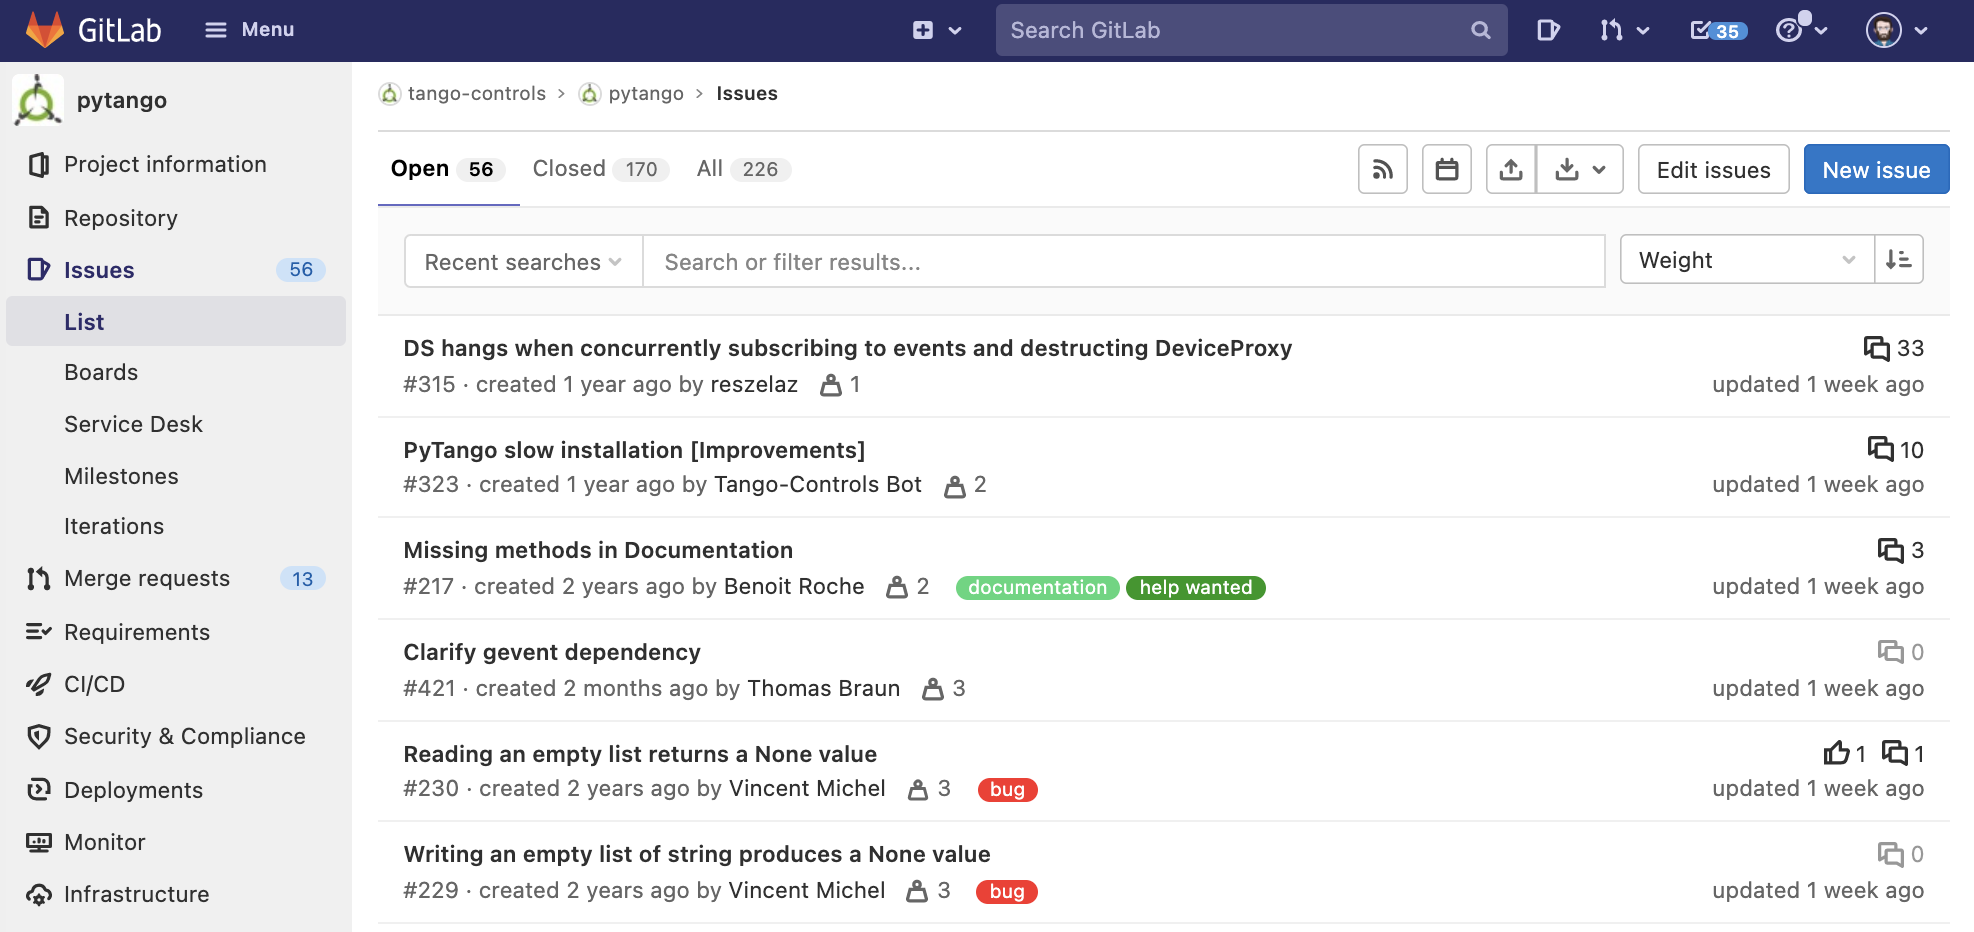 GitLab Menu Search GitLab 35
pytango
Project information
Repository
Issues 56
List
Boards
Service Desk
Milestones
Iterations
Merge requests 13
Requirements
CI/CD
Security & Compliance
Deployments
Monitor
Infrastructure
tango-controls > pytango > Issues
Open 56 Closed 170 All 226 Edit issues New issue
Recent searches Search or filter results... Weight
DS hangs when concurrently subscribing to events and destructing DeviceProxy 33
#315 · created 1 year ago by reszelaz 1 updated 1 week ago
PyTango slow installation [Improvements] 10
#323 · created 1 year ago by Tango-Controls Bot 2 updated 1 week ago
Missing methods in Documentation 3
#217 · created 2 years ago by Benoit Roche 2 documentation help wanted updated 1 week ago
Clarify gevent dependency 0
#421 · created 2 months ago by Thomas Braun 3 updated 1 week ago
Reading an empty list returns a None value 1 1
#230 · created 2 years ago by Vincent Michel 3 bug updated 1 week ago
Writing an empty list of string produces a None value 0
#229 · created 2 years ago by Vincent Michel 3 bug updated 1 week ago